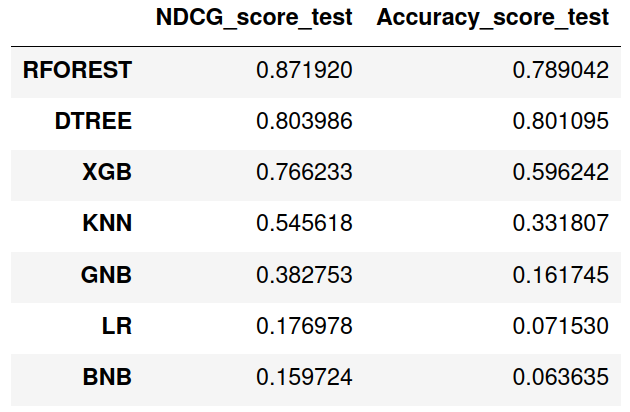 NDCG_score_test Accuracy_score_test
RFOREST 0.871920 0.789042
DTREE 0.803986 0.801095
XGB 0.766233 0.596242
KNN 0.545618 0.331807
GNB 0.382753 0.161745
LR 0.176978 0.071530
BNB 0.159724 0.063635